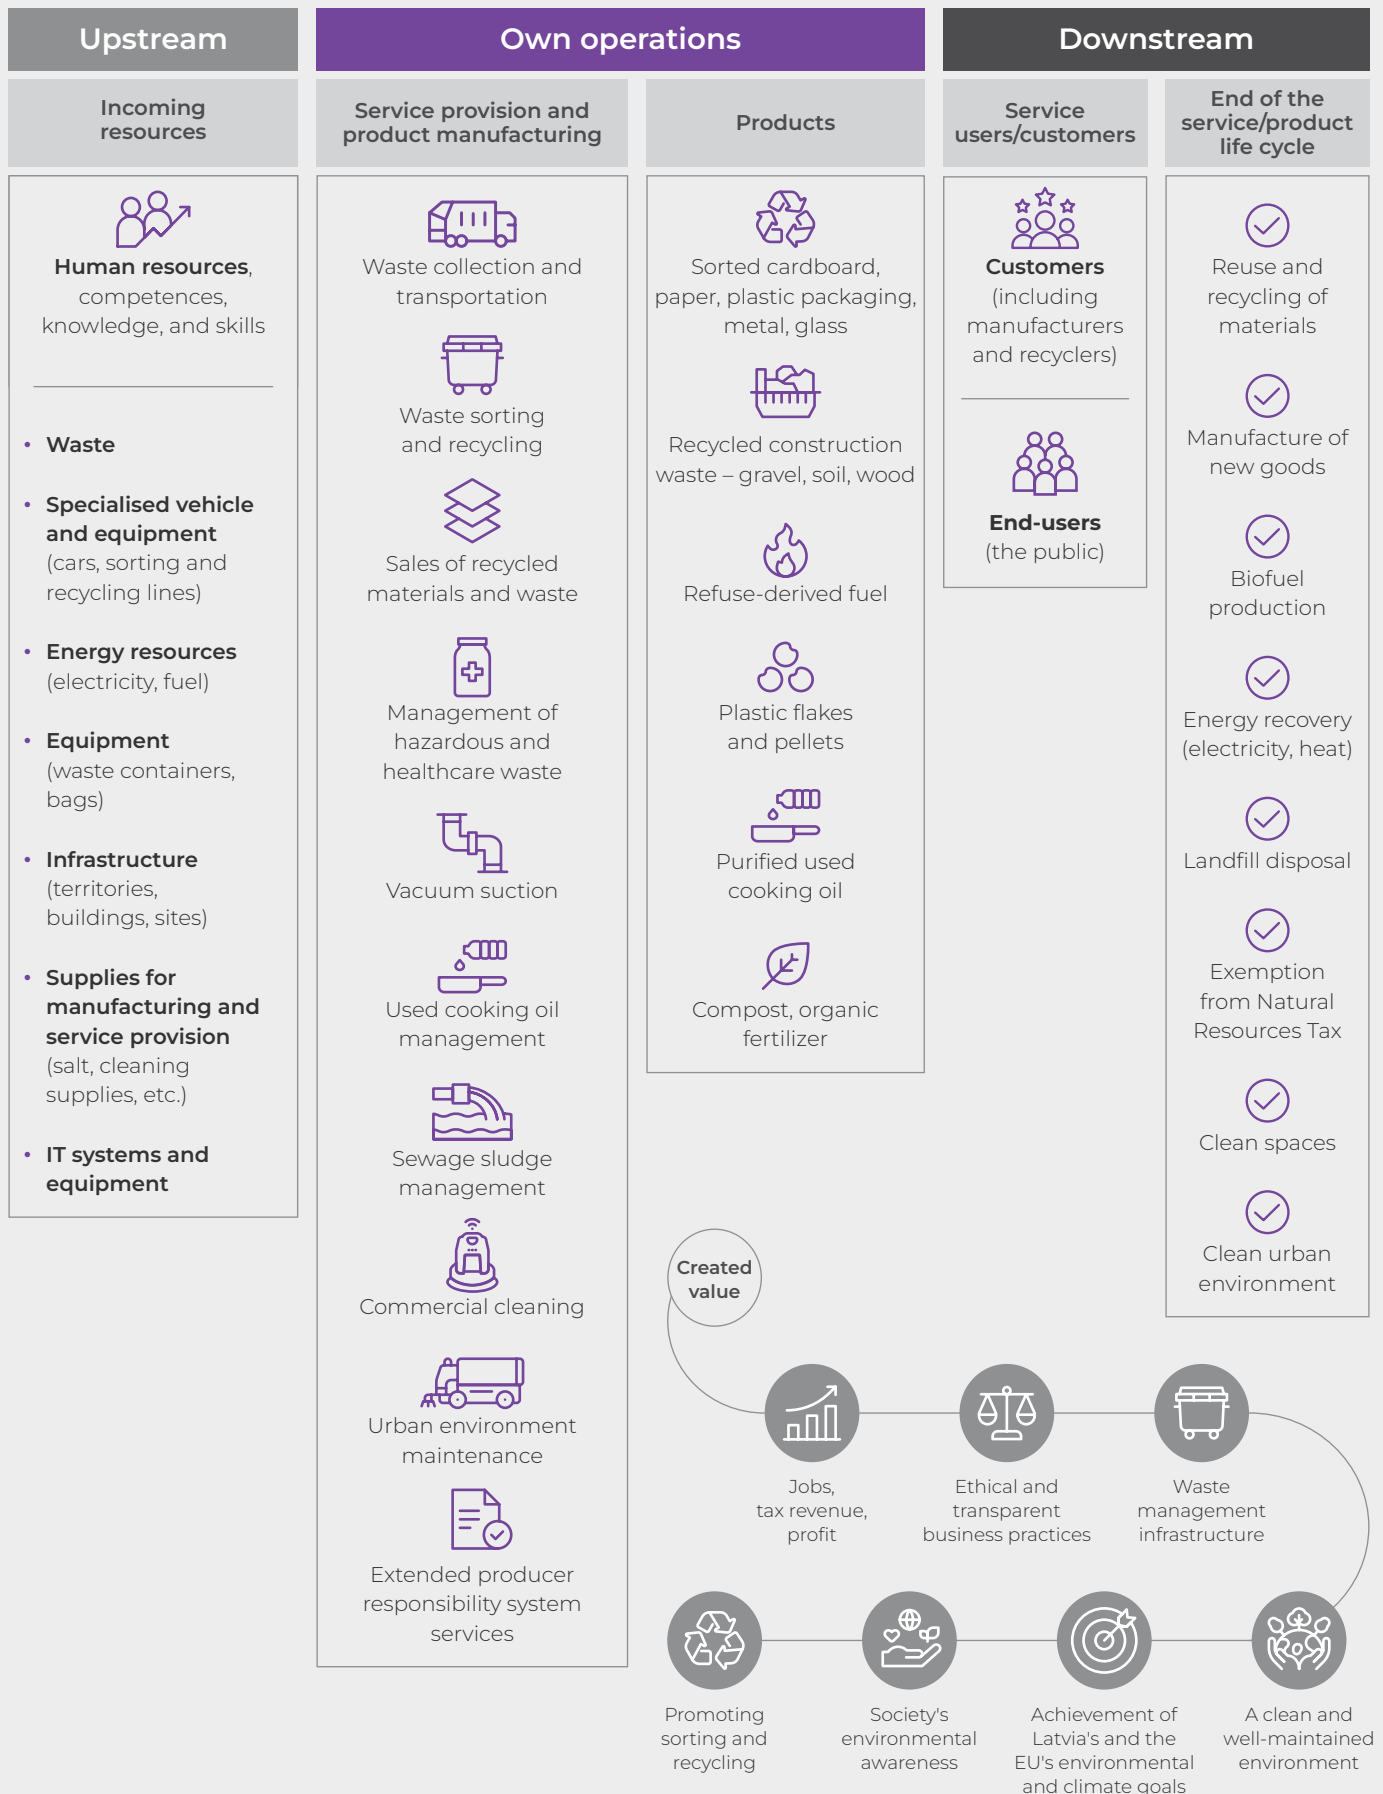 Upstream
Own operations
Downstream
Incoming
resources
Service provision and
product manufacturing
Products
Service
users/customers
End of the
service/product
life cycle
Human resources,
competences,
knowledge, and skills
• Waste
• Specialised vehicle
and equipment
(cars, sorting and
recycling lines)
• Energy resources
(electricity, fuel)
• Equipment
(waste containers,
bags)
• Infrastructure
(territories,
buildings, sites)
• Supplies for
manufacturing and
service provision
(salt, cleaning
supplies, etc.)
• IT systems and
equipment
Waste collection and
transportation
Waste sorting
and recycling
Sales of recycled
materials and waste
Management of
hazardous and
healthcare waste
Vacuum suction
Used cooking oil
management
Sewage sludge
management
Commercial cleaning
Urban environment
maintenance
Extended producer
responsibility system
services
Sorted cardboard,
paper, plastic packaging,
metal, glass
Recycled construction
waste – gravel, soil, wood
Refuse-derived fuel
Plastic flakes
and pellets
Purified used
cooking oil
Compost, organic
fertilizer
Customers
(including
manufacturers
and recyclers)
End-users
(the public)
Reuse and
recycling of
materials
Manufacture of
new goods
Biofuel
production
Energy recovery
(electricity, heat)
Landfill disposal
Exemption
from Natural
Resources Tax
Clean spaces
Clean urban
environment
Created
value
Jobs,
tax revenue,
profit
Ethical and
transparent
business practices
Waste
management
infrastructure
Promoting
sorting and
recycling
Society's
environmental
awareness
Achievement of
Latvia's and the
EU's environmental
and climate goals
A clean and
well-maintained
environment